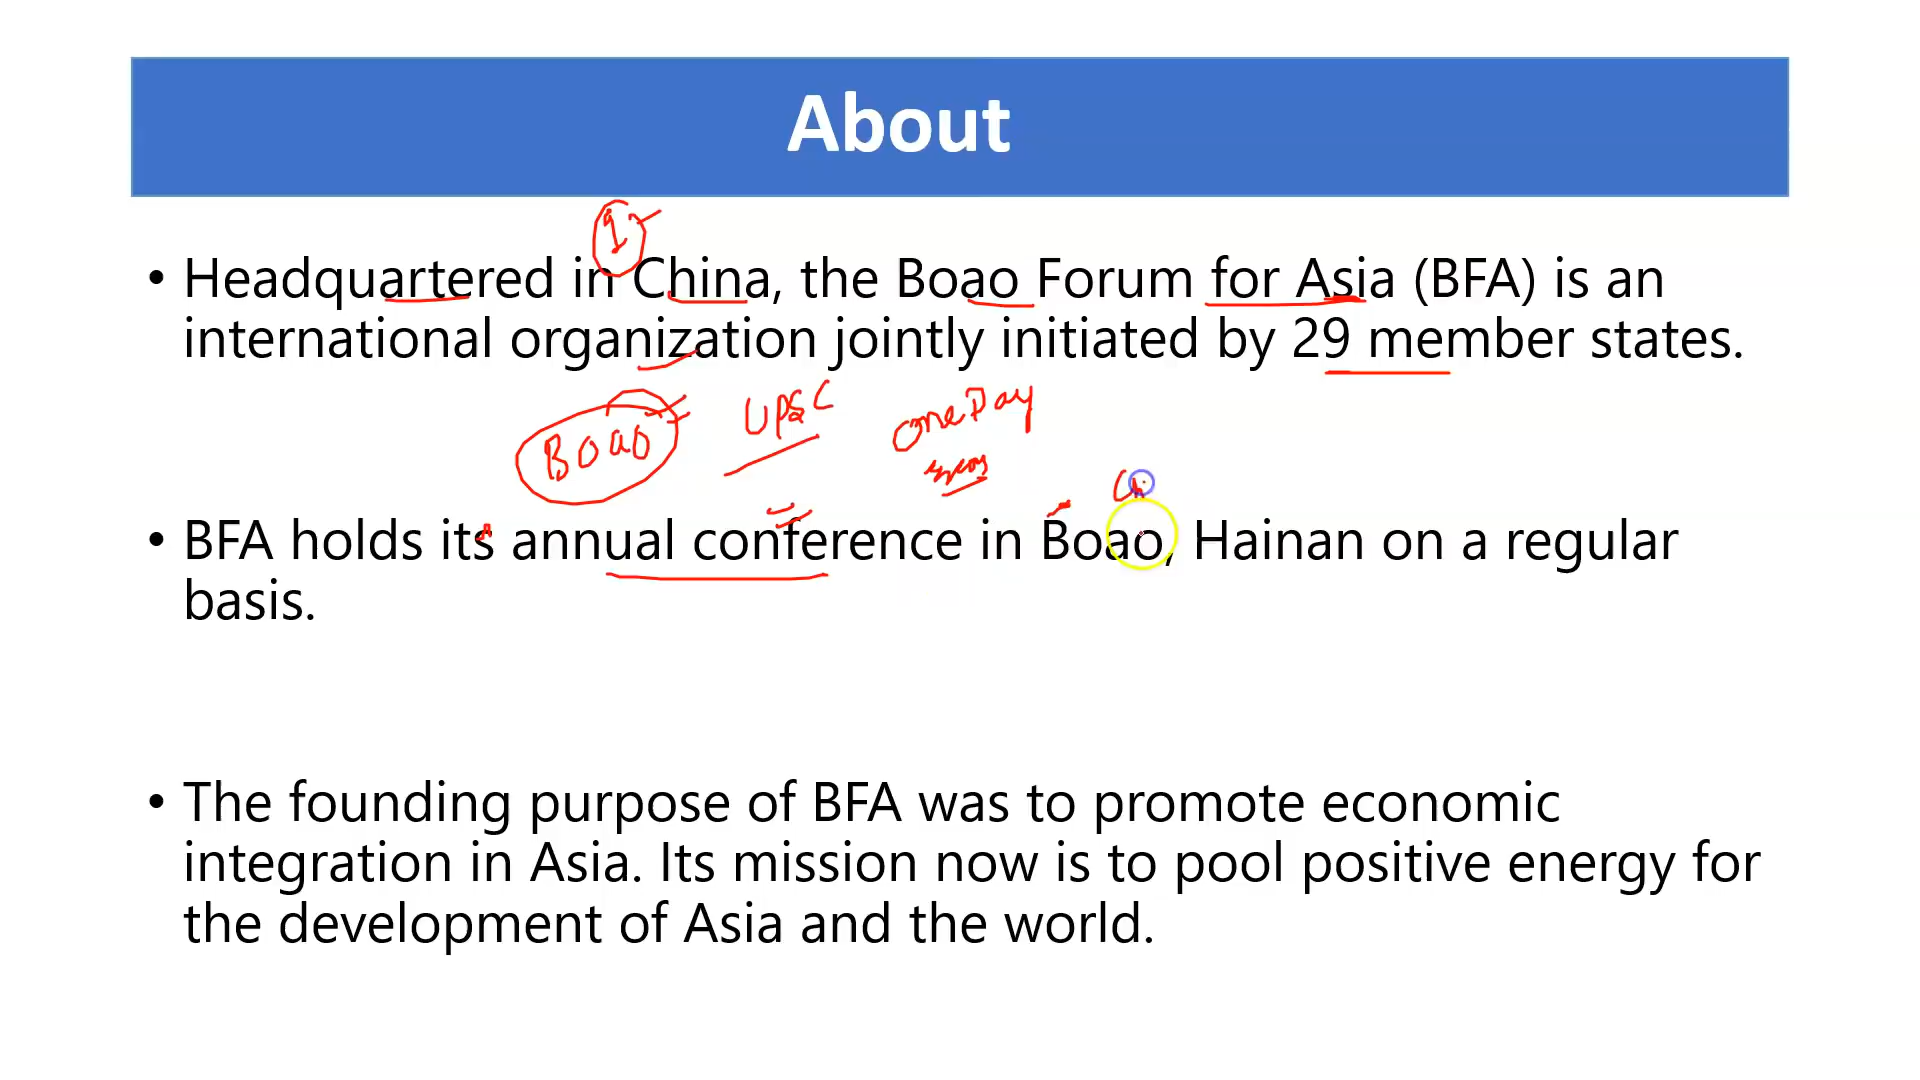 About
1
• Headquartered in China, the Boao Forum for Asia (BFA) is an
international organization jointly initiated by 29 member states.
Boao UPSC One Day
• BFA holds its annual conference in Boao, Hainan on a regular
basis.
• The founding purpose of BFA was to promote economic
integration in Asia. Its mission now is to pool positive energy for
the development of Asia and the world.